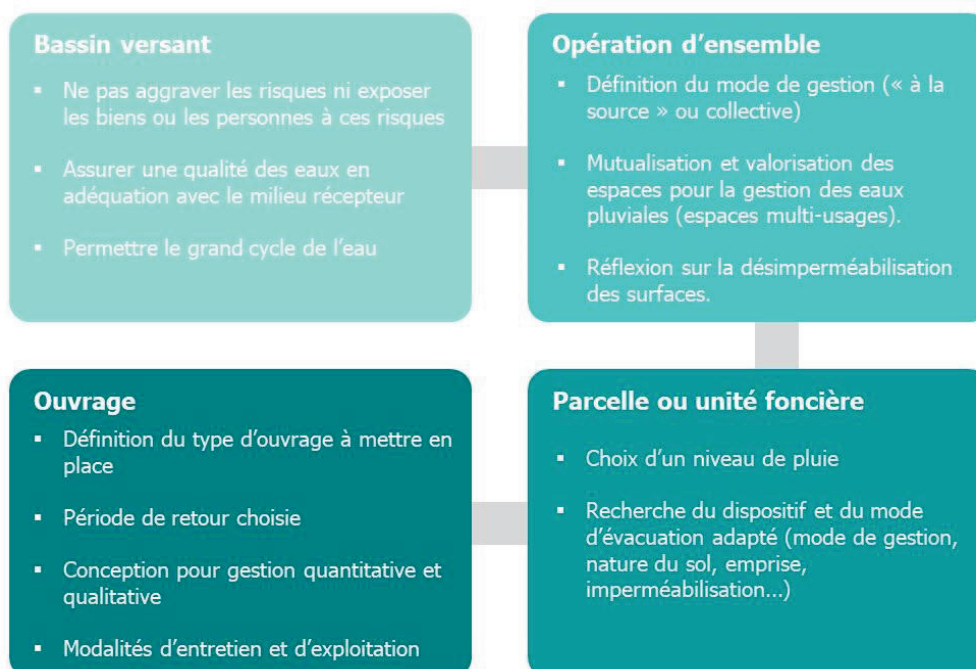 Bassin versant
▪ Ne pas aggraver les risques ni exposer
les biens ou les personnes à ces risques
▪ Assurer une qualité des eaux en
adéquation avec le milieu récepteur
▪ Permettre le grand cycle de l'eau
Opération d'ensemble
▪ Définition du mode de gestion (« à la
source » ou collective)
▪ Mutualisation et valorisation des
espaces pour la gestion des eaux
pluviales (espaces multi-usages).
▪ Réflexion sur la désimperméabilisation
des surfaces.
Ouvrage
▪ Définition du type d'ouvrage à mettre en
place
▪ Période de retour choisie
▪ Conception pour gestion quantitative et
qualitative
▪ Modalités d'entretien et d'exploitation
Parcelle ou unité foncière
▪ Choix d'un niveau de pluie
▪ Recherche du dispositif et du mode
d'évacuation adapté (mode de gestion,
nature du sol, emprise,
imperméabilisation...)